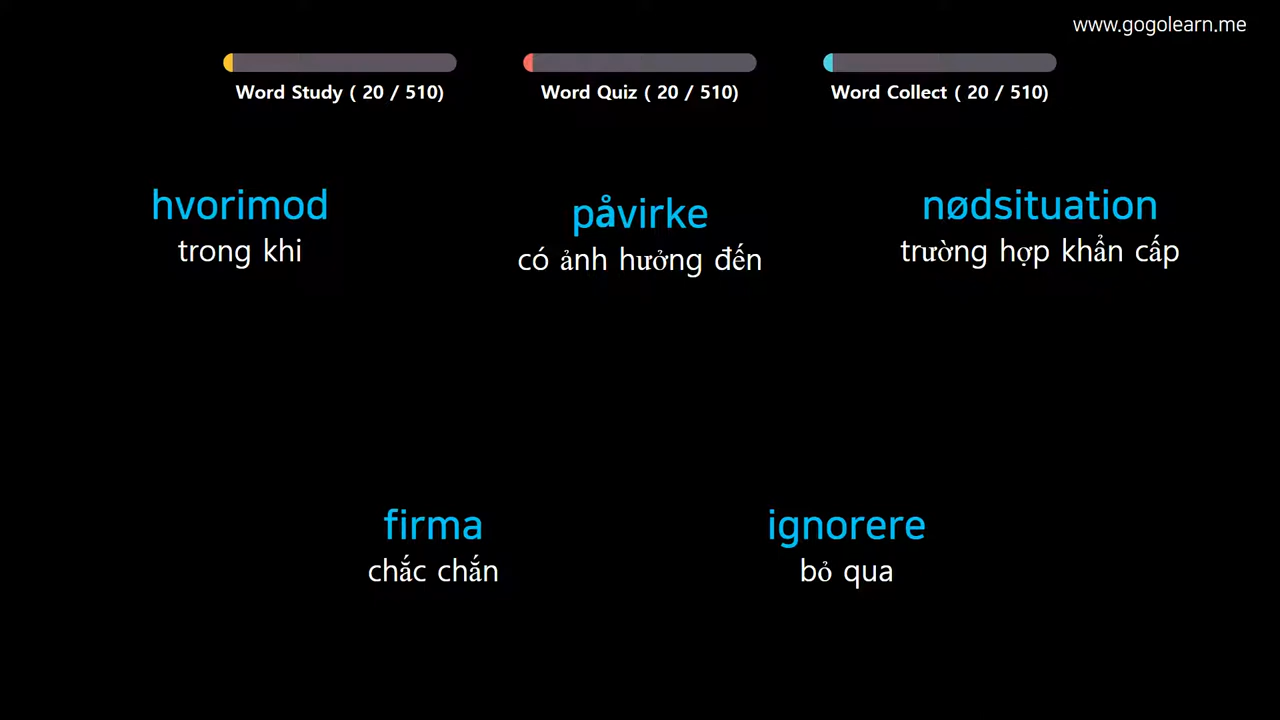 www.gogolearn.me
Word Study ( 20 / 510)
Word Quiz ( 20 / 510)
Word Collect ( 20 / 510)
hvorimod
trong khi
påvirke
có ảnh hưởng đến
nødsituation
trường hợp khẩn cấp
firma
chắc chắn
ignorere
bỏ qua